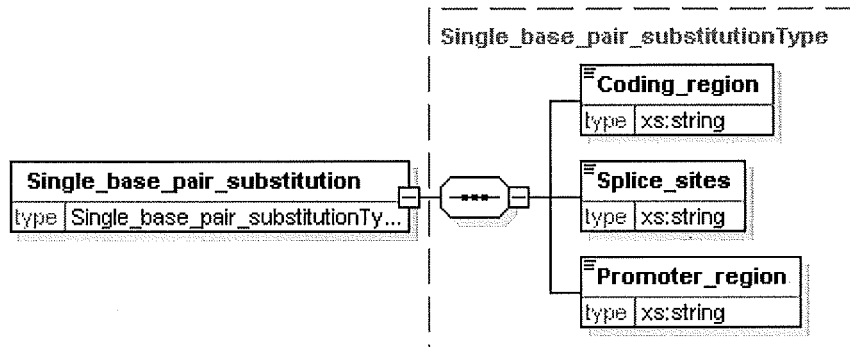 Single_base_pair_substitutionType
Coding_region
type xs:string
Single_base_pair_substitution
type Single_base_pair_substitutionTy...
Splice_sites
type xs:string
Promoter_region
type xs:string